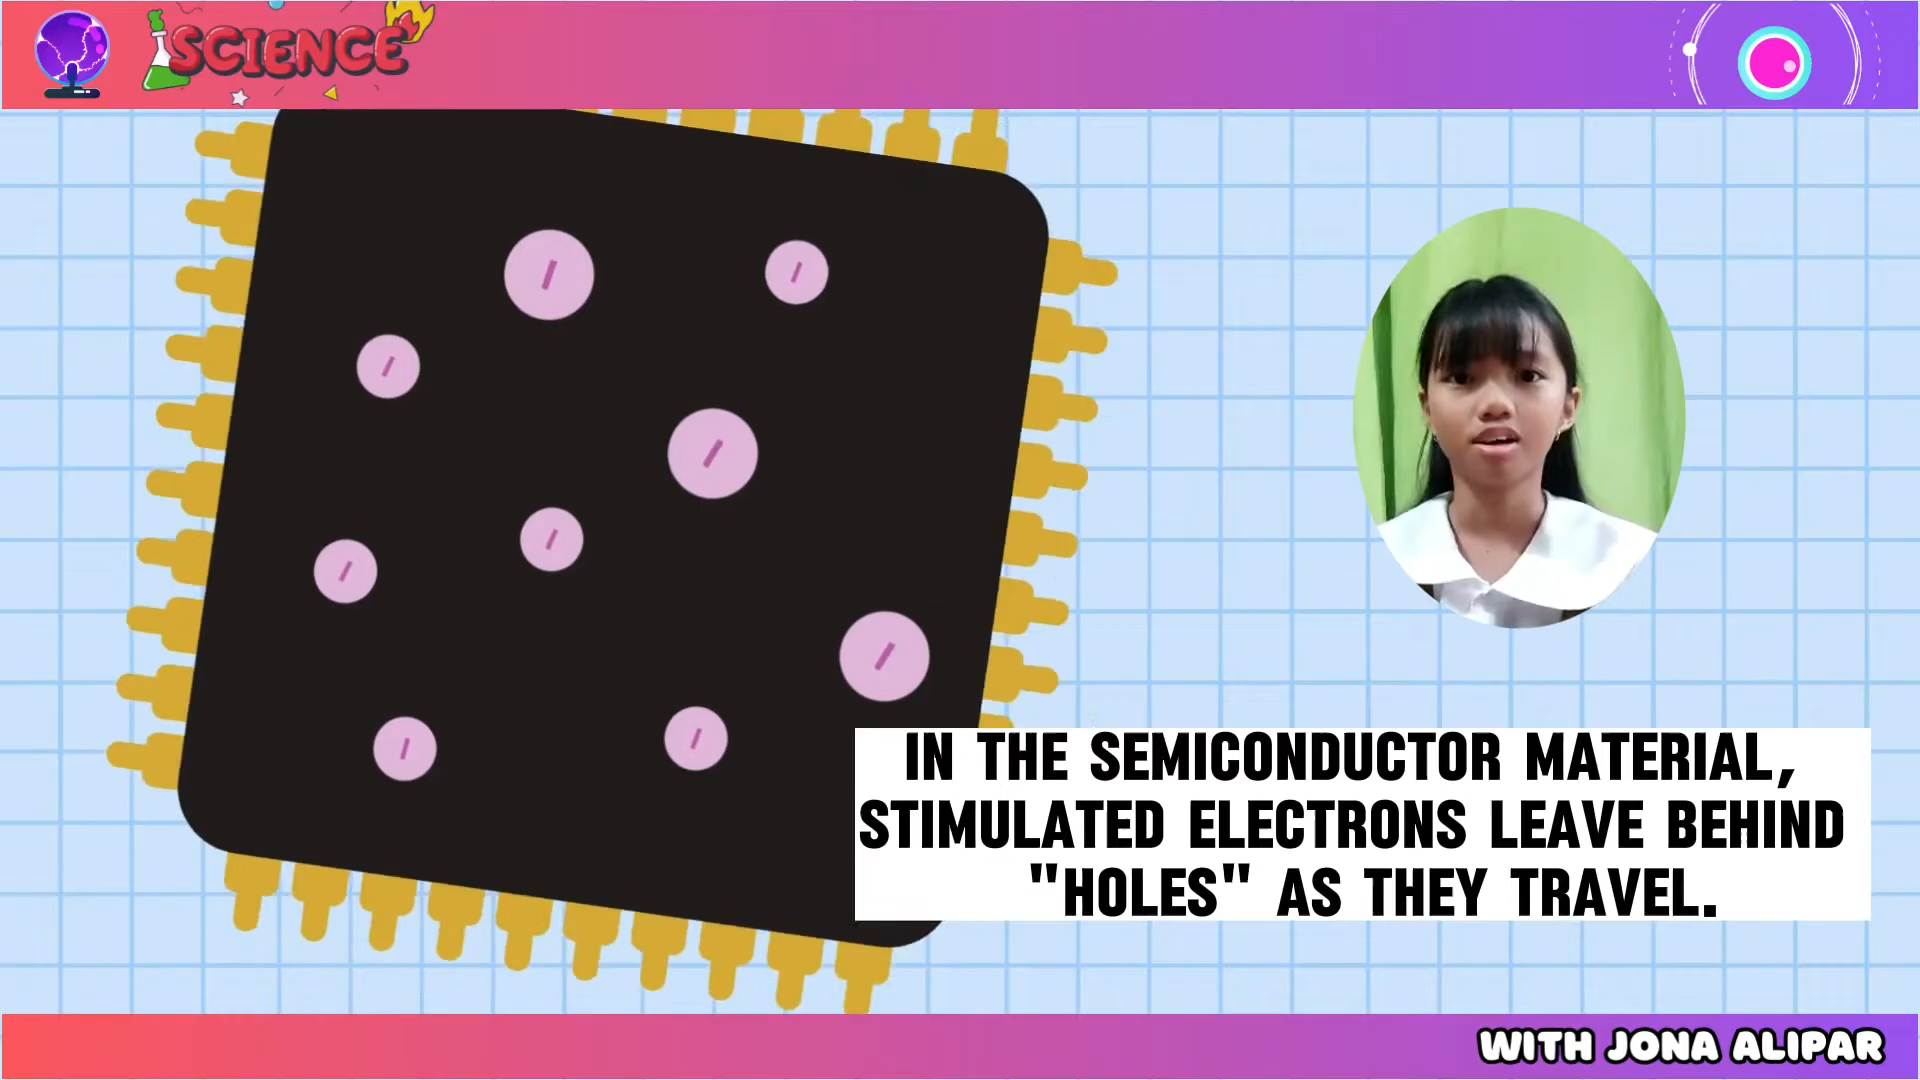 SCIENCE
IN THE SEMICONDUCTOR MATERIAL,
STIMULATED ELECTRONS LEAVE BEHIND
"HOLES" AS THEY TRAVEL.
WITH JONA ALIPAR